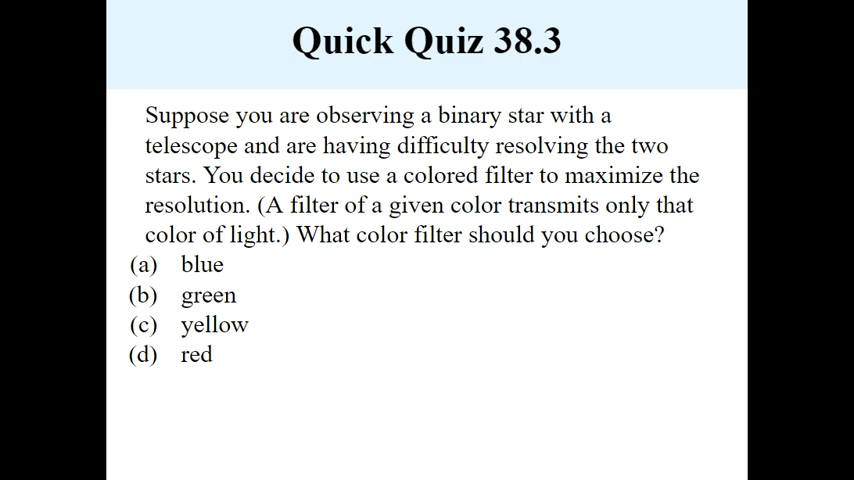 Quick Quiz 38.3
Suppose you are observing a binary star with a
telescope and are having difficulty resolving the two
stars. You decide to use a colored filter to maximize the
resolution. (A filter of a given color transmits only that
color of light.) What color filter should you choose?
(a) blue
(b) green
(c) yellow
(d) red